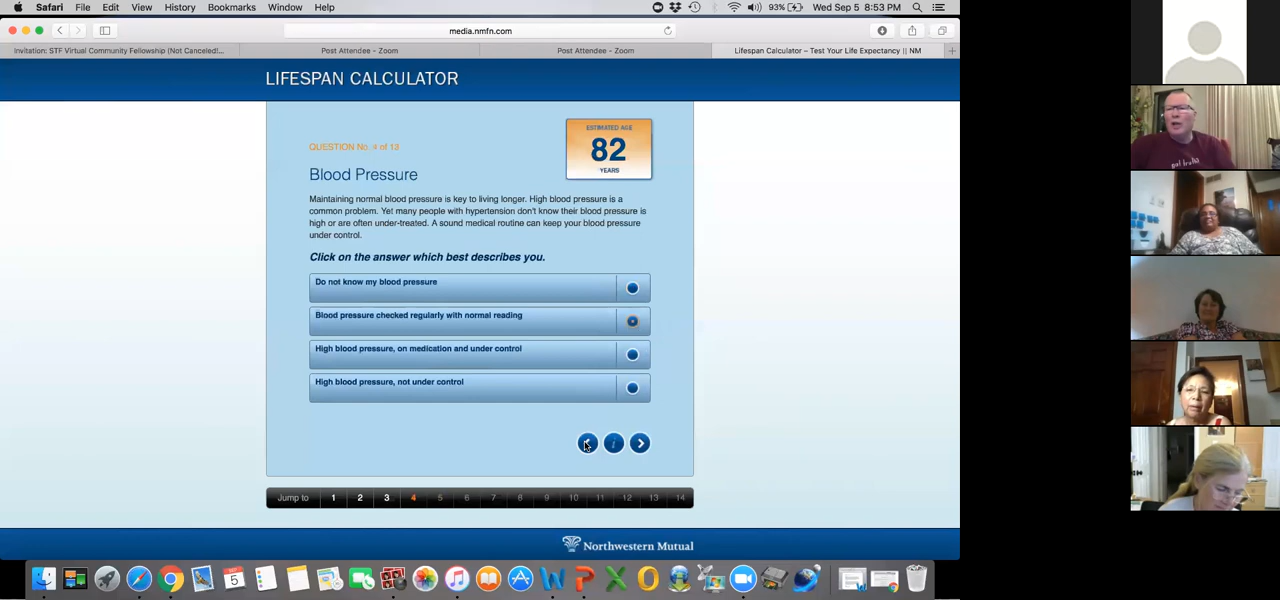 Safari File Edit View History Bookmarks Window Help 93% Wed Sep 5 8:53 PM
media.nmfn.com
Invitation: STF Virtual Community Fellowship (Not Canceled!... Post Attendee - Zoom Post Attendee - Zoom Lifespan Calculator – Test Your Life Expectancy || NM
LIFESPAN CALCULATOR
ESTIMATED AGE
82
YEARS
QUESTION No. 4 of 13
Blood Pressure
Maintaining normal blood pressure is key to living longer. High blood pressure is a
common problem. Yet many people with hypertension don't know their blood pressure is
high or are often under-treated. A sound medical routine can keep your blood pressure
under control.
Click on the answer which best describes you.
Do not know my blood pressure
Blood pressure checked regularly with normal reading
High blood pressure, on medication and under control
High blood pressure, not under control
i
Jump to 1 2 3 4 5 6 7 8 9 10 11 12 13 14
Northwestern Mutual
5